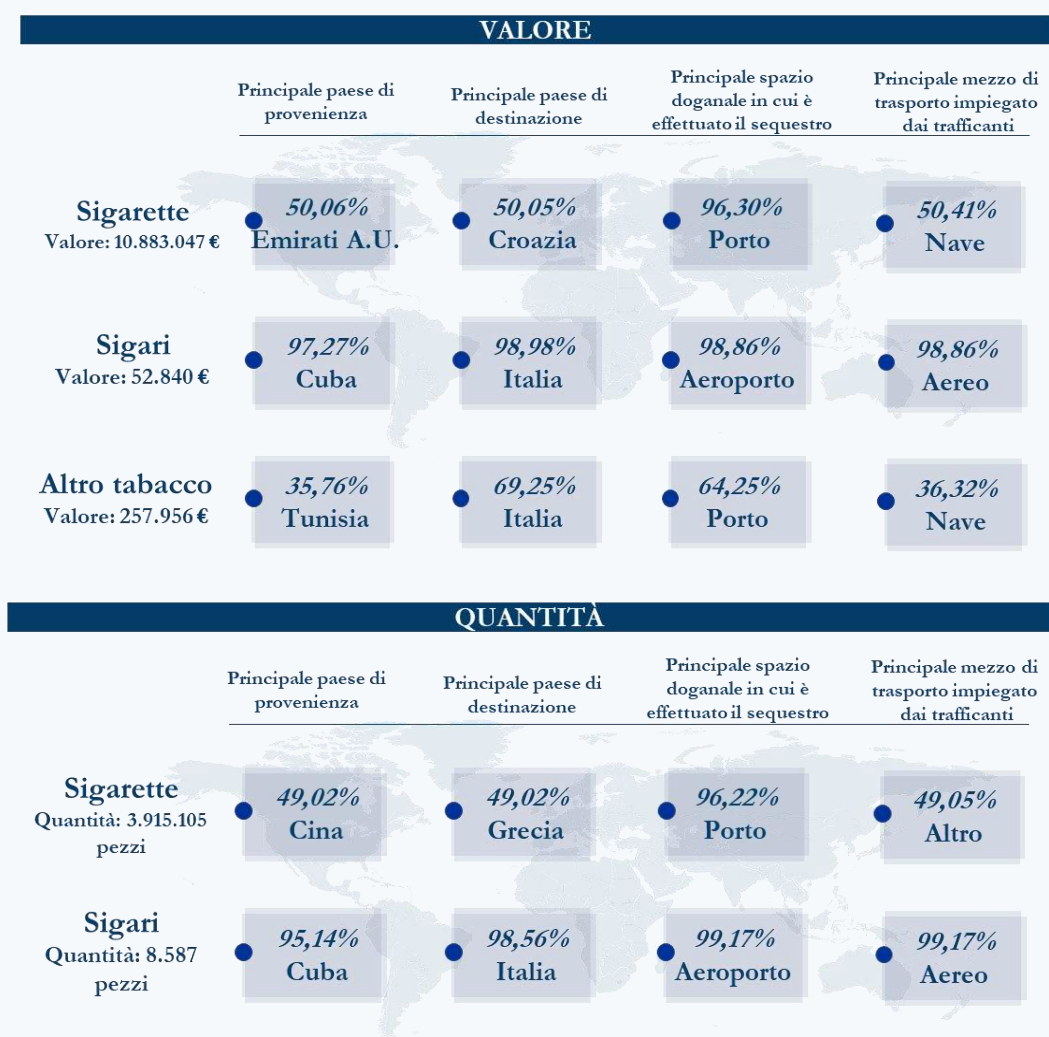 VALORE
Principale paese di
provenienza
Principale paese di
destinazione
Principale spazio
doganale in cui è
effettuato il sequestro
Principale mezzo di
trasporto impiegato
dai trafficanti
Sigarette
Valore: 10.883.047 €
50,06%
Emirati A.U.
50,05%
Croazia
96,30%
Porto
50,41%
Nave
Sigari
Valore: 52.840 €
97,27%
Cuba
98,98%
Italia
98,86%
Aeroporto
98,86%
Aereo
Altro tabacco
Valore: 257.956 €
35,76%
Tunisia
69,25%
Italia
64,25%
Porto
36,32%
Nave
QUANTITÀ
Principale paese di
provenienza
Principale paese di
destinazione
Principale spazio
doganale in cui è
effettuato il sequestro
Principale mezzo di
trasporto impiegato
dai trafficanti
Sigarette
Quantità: 3.915.105
pezzi
49,02%
Cina
49,02%
Grecia
96,22%
Porto
49,05%
Altro
Sigari
Quantità: 8.587
pezzi
95,14%
Cuba
98,56%
Italia
99,17%
Aeroporto
99,17%
Aereo